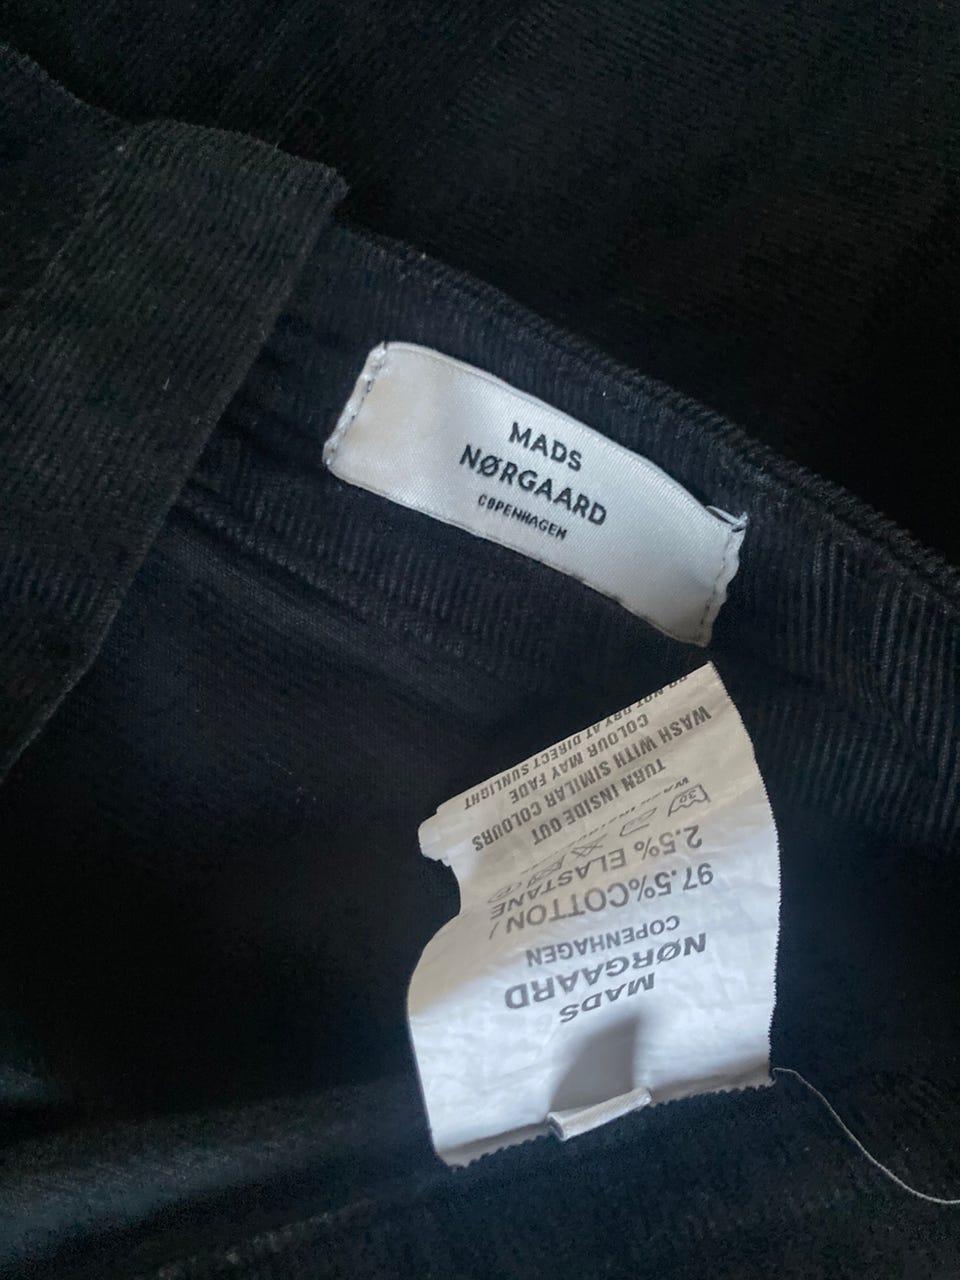 MADS
NØRGAARD
COPENHAGEN
MADS
NØRGAARD
COPENHAGEN
97.5%COTTON /
2.5% ELASTANE
30
TURN INSIDE OUT
WASH WITH SIMILAR COLOURS
COLOUR MAY FADE
DO NOT DRY AT DIRECT SUNLIGHT